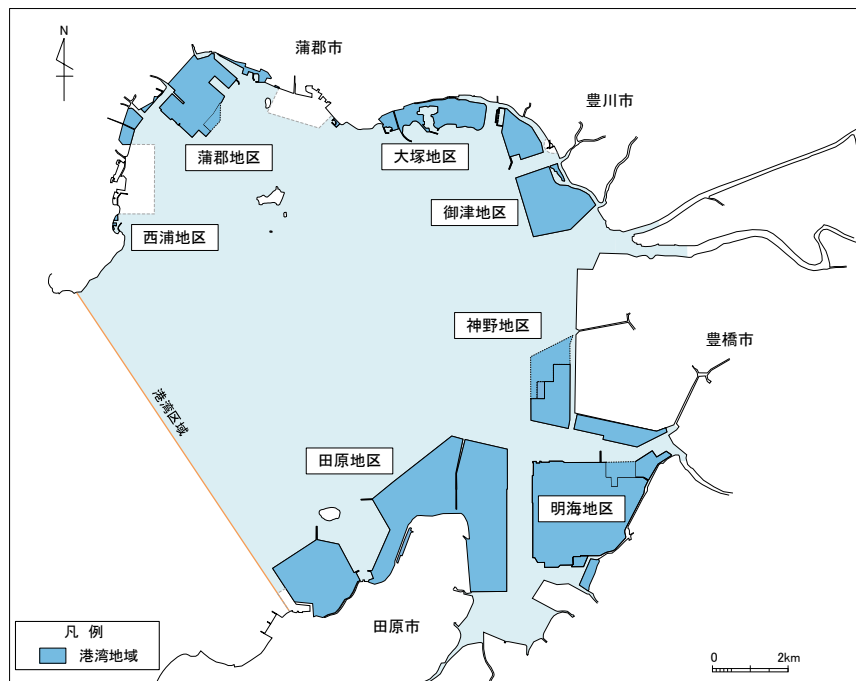 N
蒲郡市
豊川市
蒲郡地区
大塚地区
御津地区
西浦地区
神野地区
豊橋市
港湾区域
田原地区
明海地区
田原市
凡 例
港湾地域
0 2km